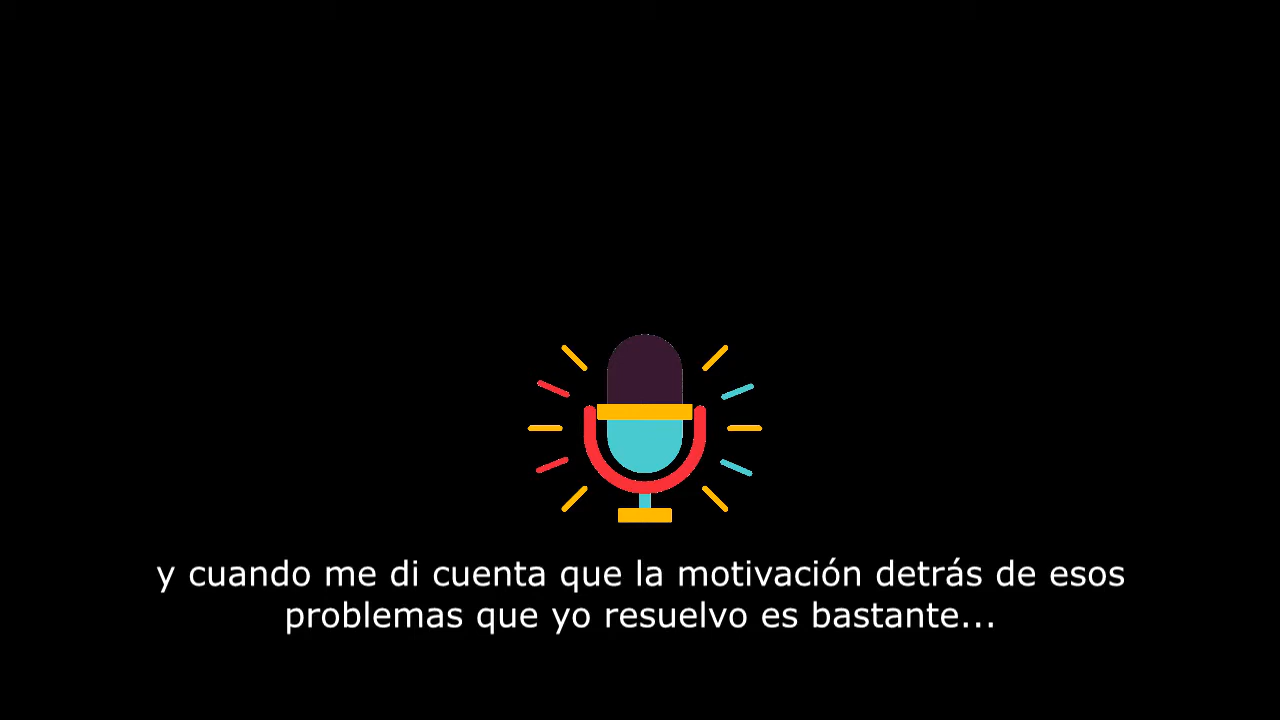 y cuando me di cuenta que la motivación detrás de esos
problemas que yo resuelvo es bastante...